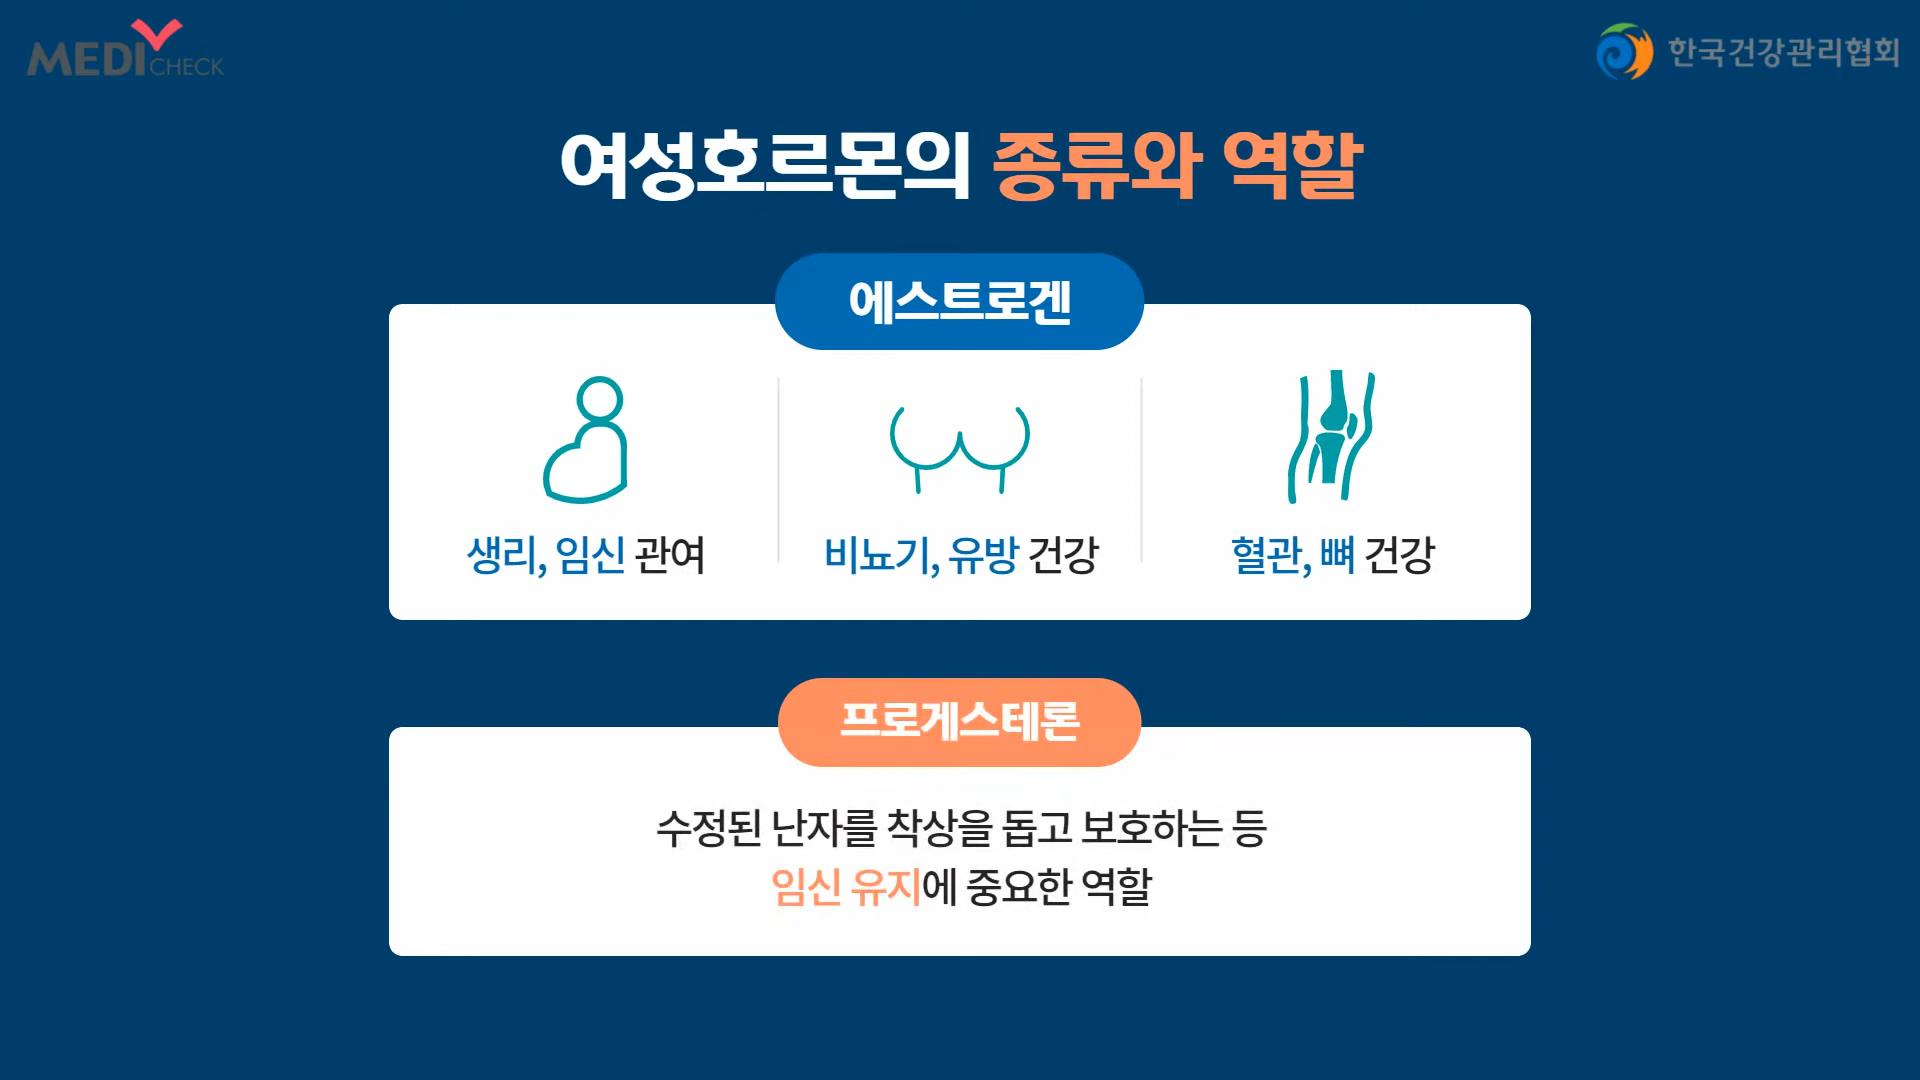 MEDI CHECK
한국건강관리협회
여성호르몬의 종류와 역할
에스트로겐
생리, 임신 관여
비뇨기, 유방 건강
혈관, 뼈 건강
프로게스테론
수정된 난자를 착상을 돕고 보호하는 등
임신 유지에 중요한 역할